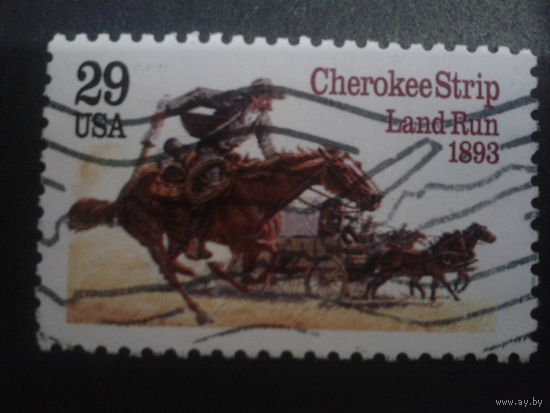 29
USA
Cherokee Strip
Land Run
1893
www.ay.by